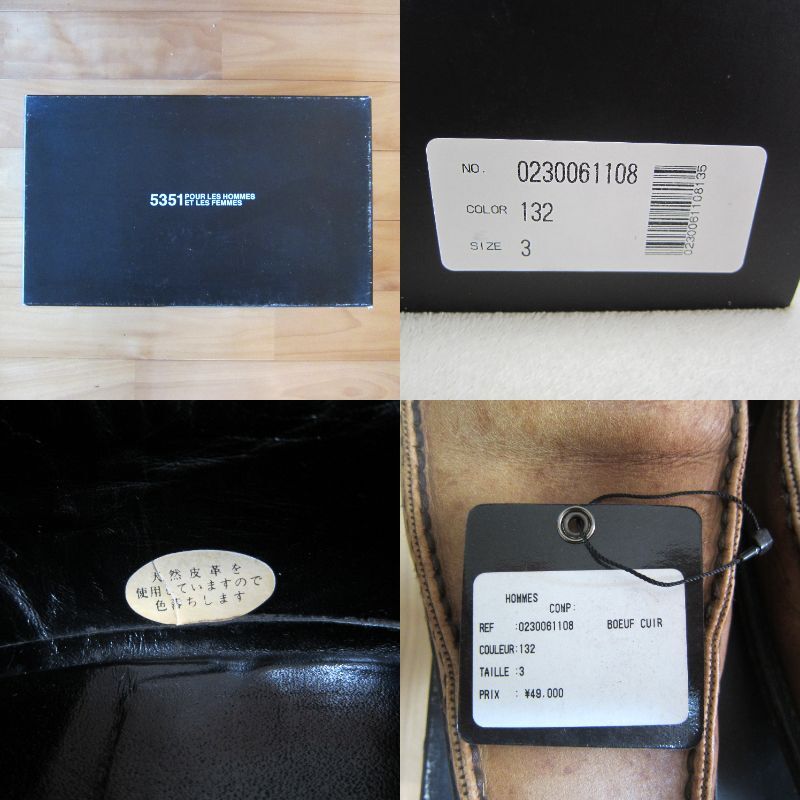 5351 POUR LES HOMMES
ET LES FEMMES
NO. 0230061108
COLOR 132
SIZE 3
0230061108135
天然皮革を
使用していますので
色落ちします
HOMMES
COMP:
REF :0230061108 BOEUF CUIR
COULEUR:132
TAILLE :3
PRIX : ¥49.000